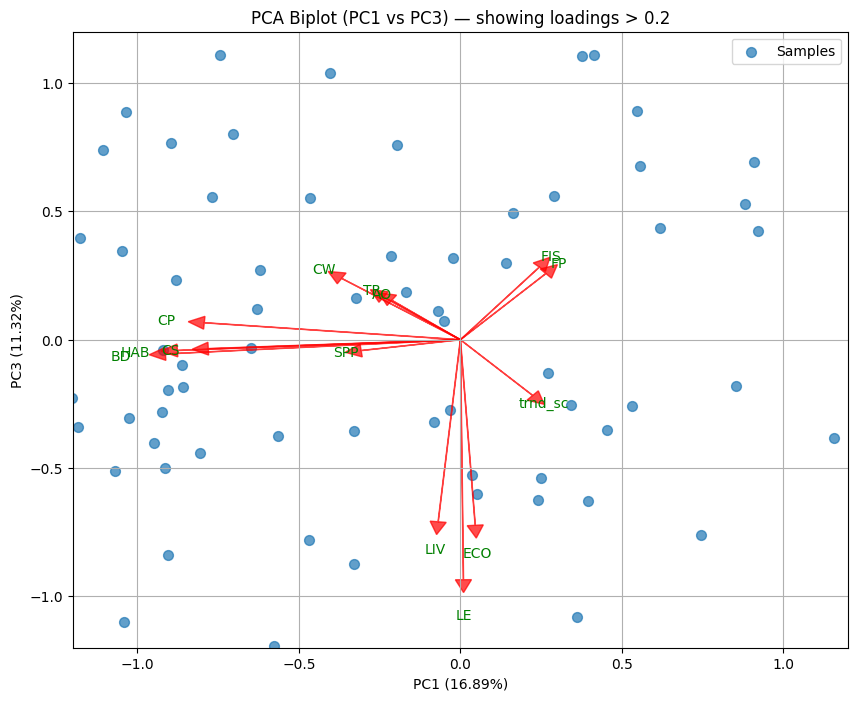 PCA Biplot (PC1 vs PC3) — showing loadings > 0.2
Samples
1.0
0.5
0.0
−0.5
−1.0
PC3 (11.32%)
FIS
FP
CW
TR
CP
HAB
BD
SPP
trnd_sc
LIV
ECO
LE
−1.0
−0.5
0.0
0.5
1.0
PC1 (16.89%)